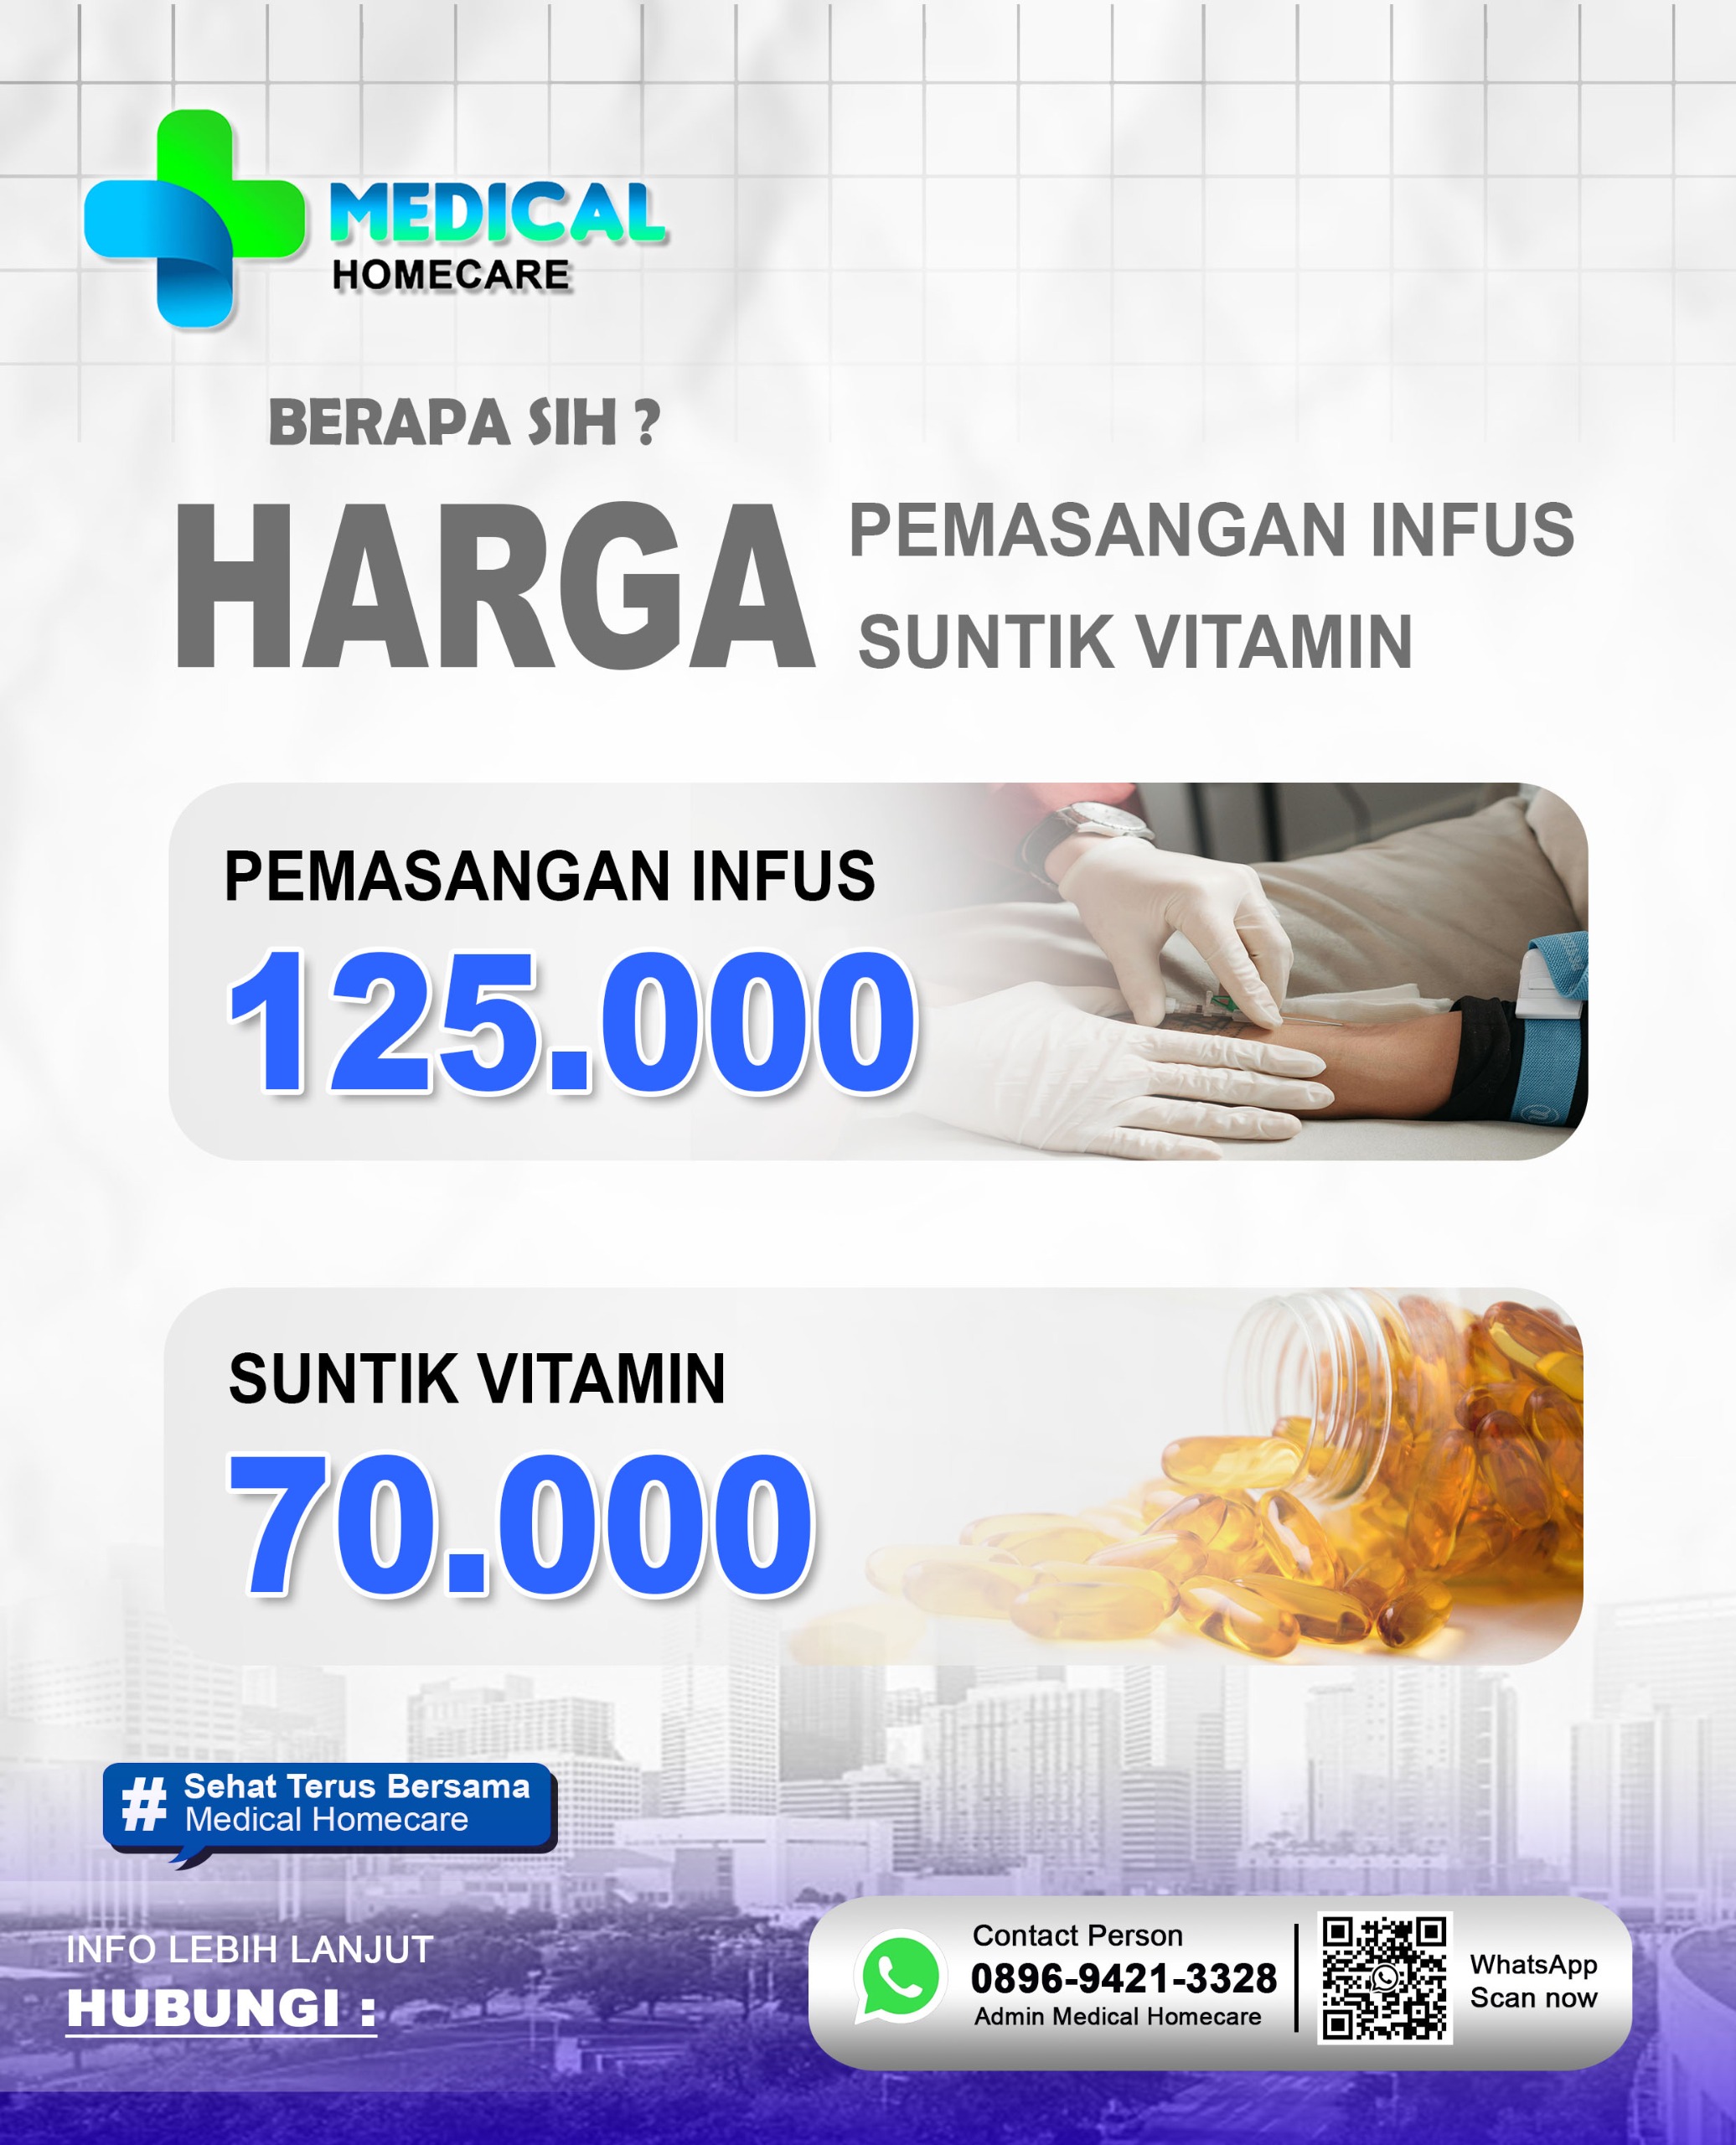 MEDICAL
HOMECARE
BERAPA SIH ?
HARGA
PEMASANGAN INFUS
SUNTIK VITAMIN
PEMASANGAN INFUS
125.000
SUNTIK VITAMIN
70.000
# Sehat Terus Bersama
Medical Homecare
INFO LEBIH LANJUT
HUBUNGI :
Contact Person
0896-9421-3328
Admin Medical Homecare
WhatsApp
Scan now